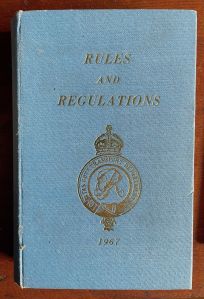 RULES
AND
REGULATIONS
1967